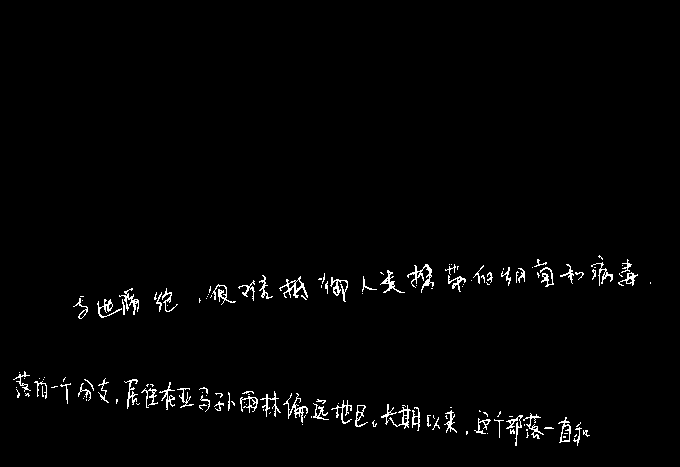 与世隔绝,很难抵御人类携带的细菌和病毒.
落的一个分支,居住在亚马孙雨林偏远地区。长期以来,这个部落一直和